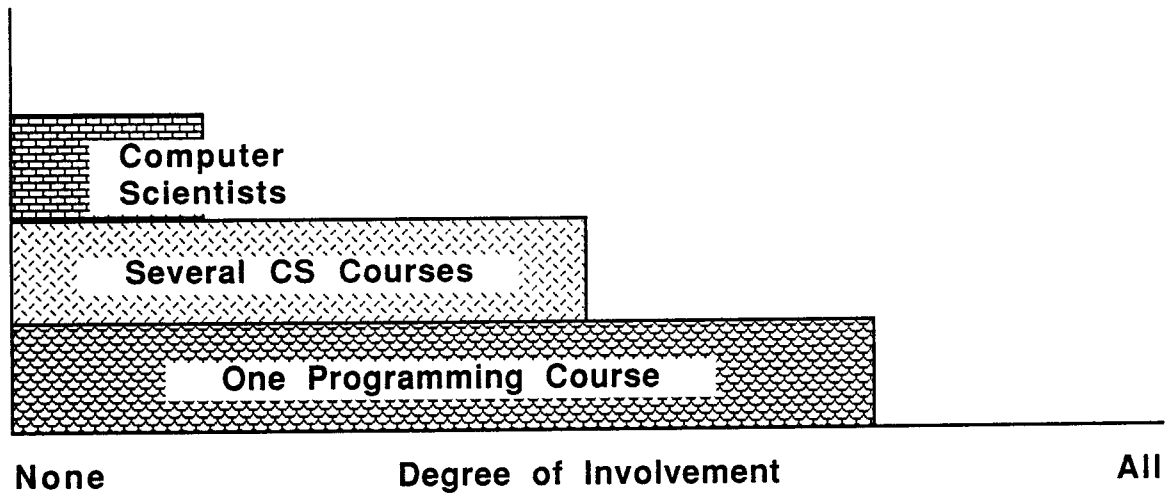 Computer
Scientists
Several CS Courses
One Programming Course
None Degree of Involvement All